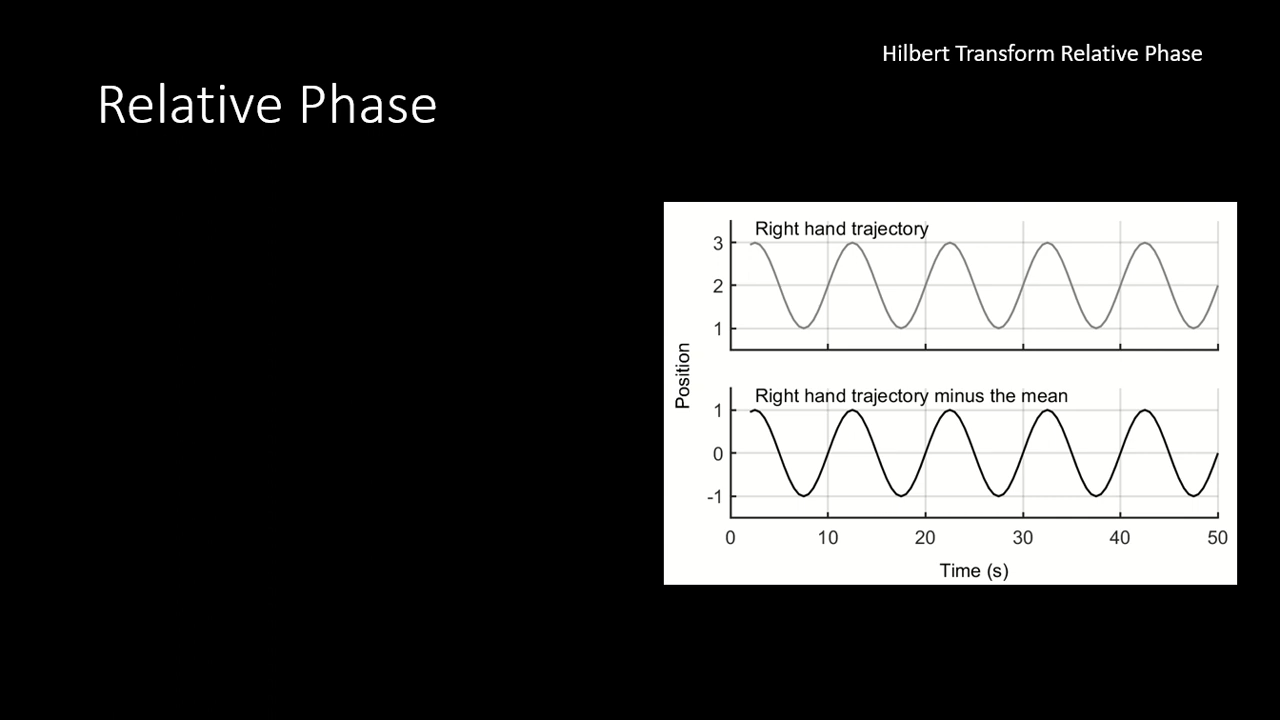 Hilbert Transform Relative Phase
Relative Phase
Right hand trajectory
3
2
1
Position
Right hand trajectory minus the mean
1
0
-1
0 10 20 30 40 50
Time (s)